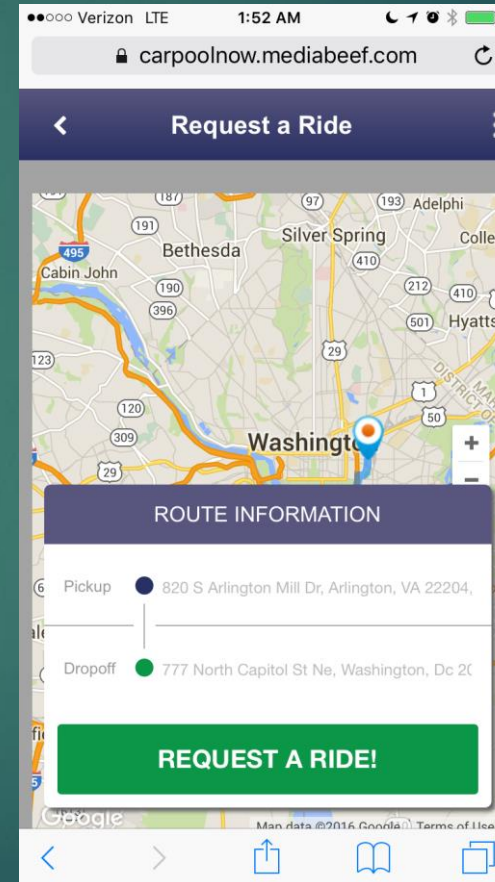 Verizon LTE 1:52 AM
carpoolnow.mediabeef.com
Request a Ride
187
97
193
Adelphi
191
Silver Spring
Bethesda
495
410
Cabin John
190
212
410
396
501
29
123
1
120
50
309
Washingt
+
29
−
ROUTE INFORMATION
Pickup 820 S Arlington Mill Dr, Arlington, VA 22204,
Dropoff 777 North Capitol St Ne, Washington, Dc 20
REQUEST A RIDE!
Google
Map data ©2016 Google Terms of Use